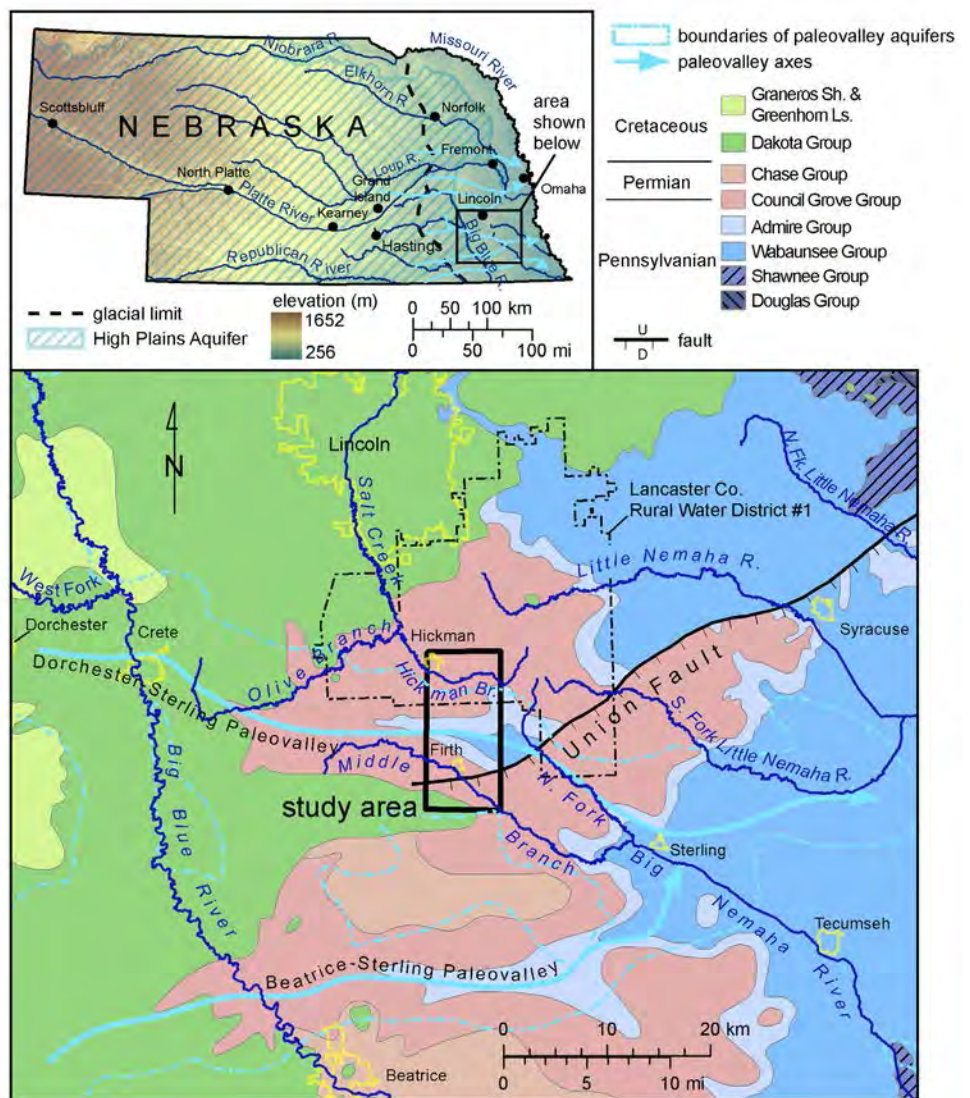 Niobrara R.
Missouri River
Elkhorn R.
Scottsbluff
NEBRASKA
Norfolk
area
shown
below
Loup R.
Fremont
North Platte
Platte River
Grand
Island
Omaha
Lincoln
Kearney
Hastings
Big Blue R.
Republican River
glacial limit
High Plains Aquifer
elevation (m)
1652
256
0 50 100 km
0 50 100 mi
boundaries of paleovalley aquifers
paleovalley axes
Cretaceous
Graneros Sh. &
Greenhorn Ls.
Dakota Group
Permian
Chase Group
Council Grove Group
Pennsylvanian
Admire Group
Wabaunsee Group
Shawnee Group
Douglas Group
U
D
fault
N
Lincoln
Salt Creek
Lancaster Co.
Rural Water District #1
N. Fk. Little Nemaha R.
Little Nemaha R.
West Fork
Dorchester
Crete
Olive Branch
Hickman
Syracuse
Dorchester-Sterling Paleovalley
Hickman Br.
Union Fault
S. Fork Little Nemaha R.
Firth
Middle Branch
N. Fork Big Nemaha River
study area
Big Blue River
Sterling
Tecumseh
Beatrice-Sterling Paleovalley
Beatrice
0 10 20 km
0 5 10 mi